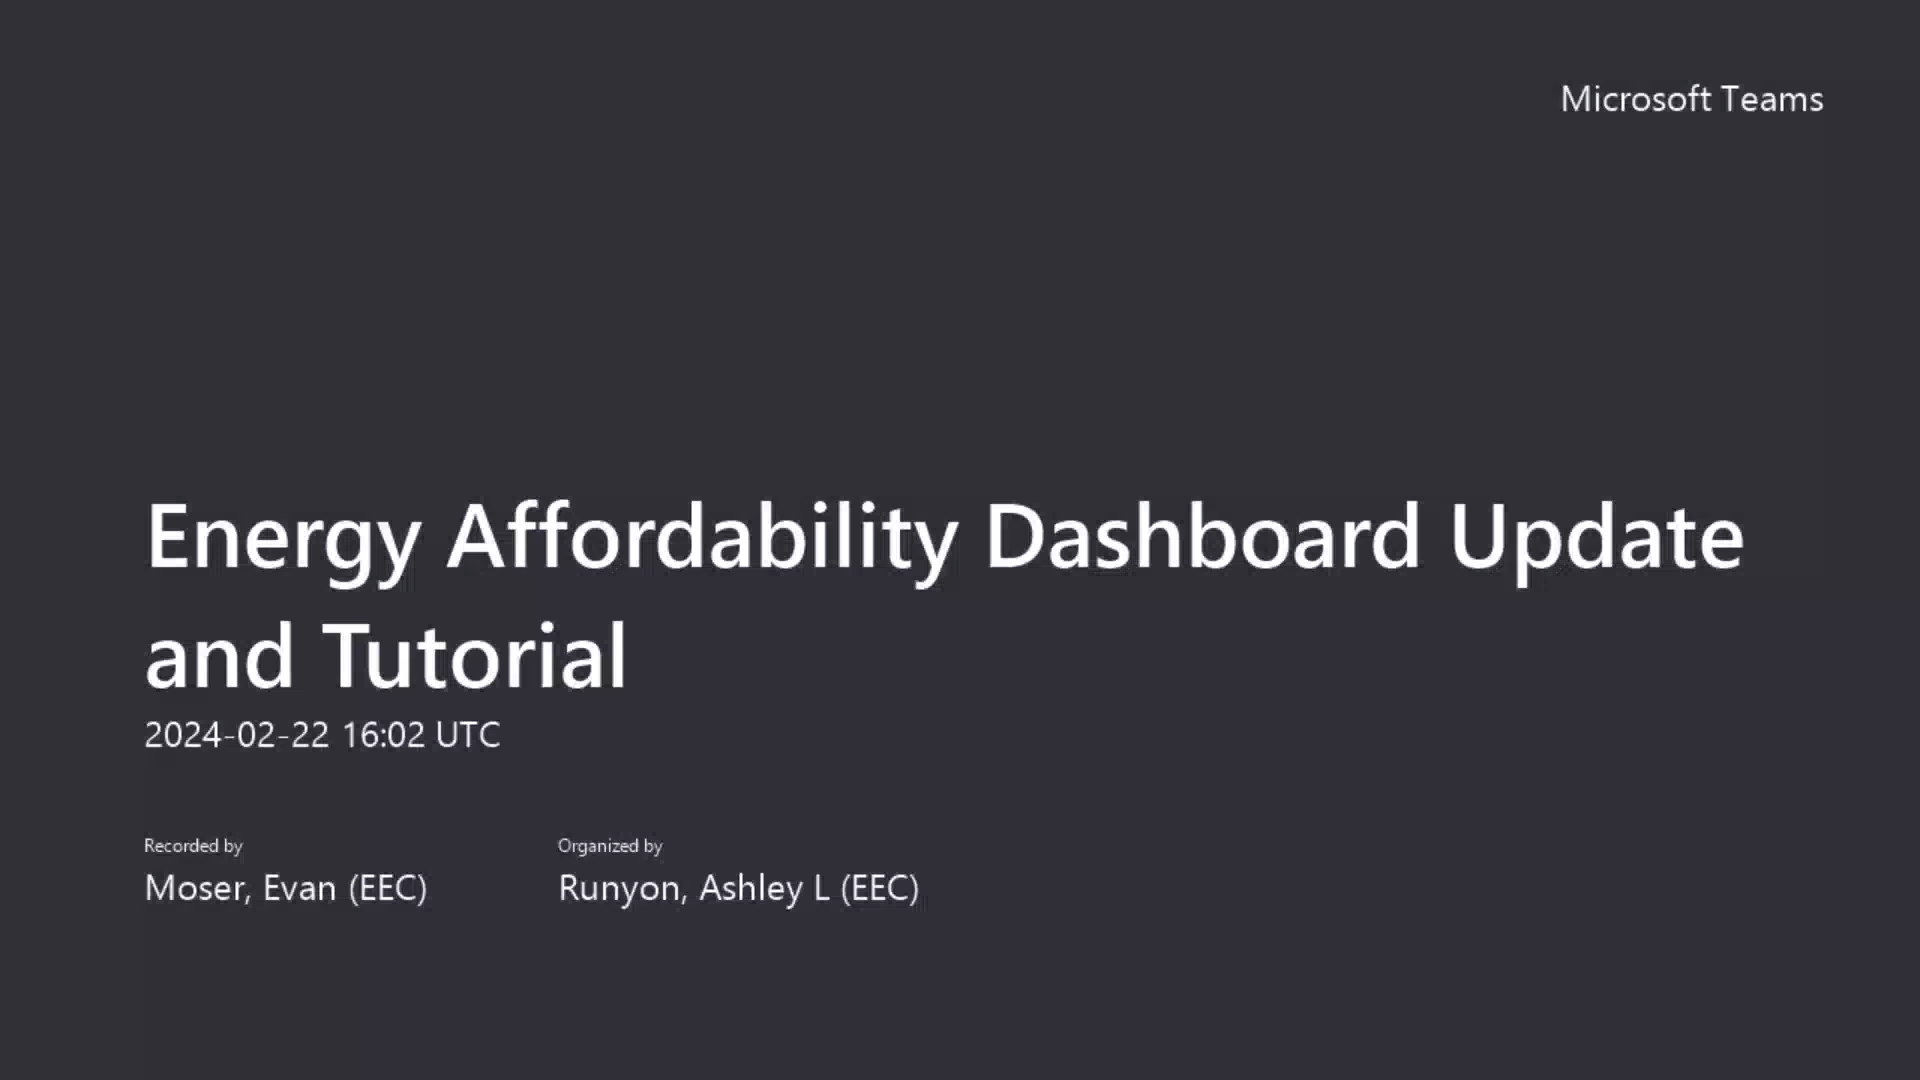 Microsoft Teams
Energy Affordability Dashboard Update
and Tutorial
2024-02-22 16:02 UTC
Recorded by
Organized by
Moser, Evan (EEC)
Runyon, Ashley L (EEC)